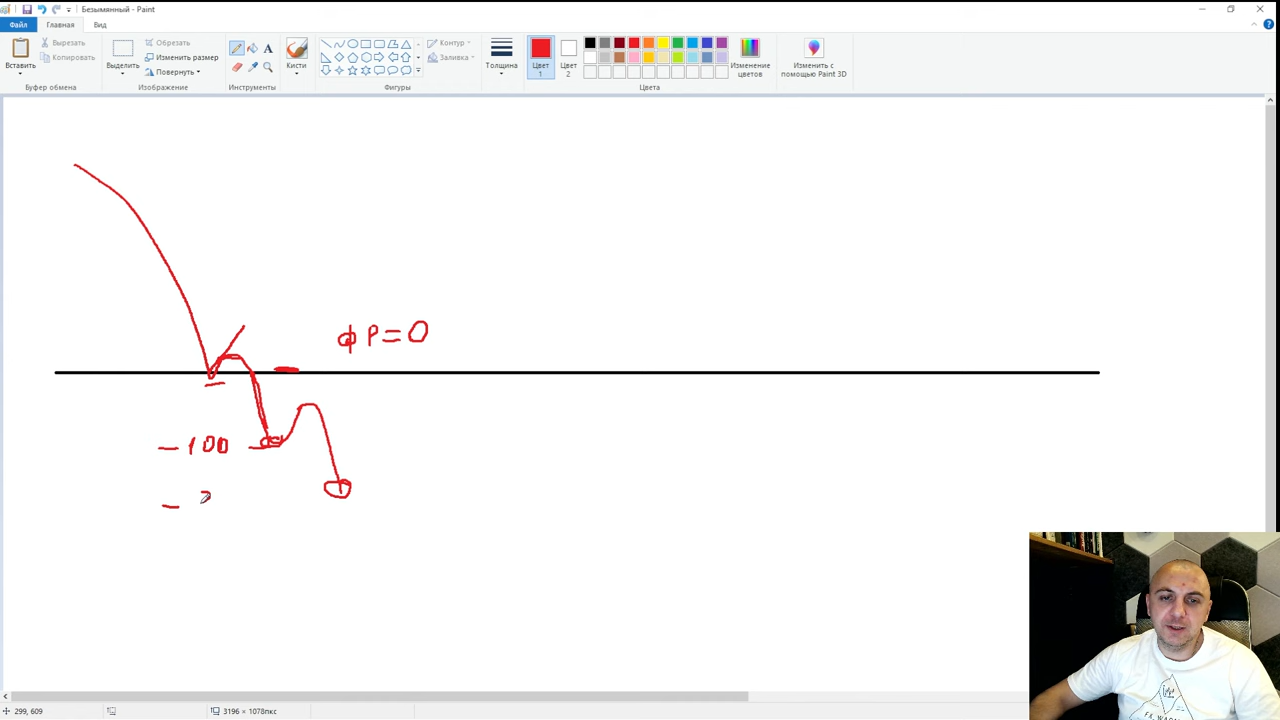 Безымянный - Paint
Файл Главная Вид
Вставить
Вырезать
Копировать
Буфер обмена
Выделить
Обрезать
Изменить размер
Повернуть
Изображение
A
Инструменты
Кисти
Контур
Заливка
Фигуры
Толщина
Цвет 1
Цвет 2
Изменение цветов
Цвета
Изменить с помощью Paint 3D
ФР=0
-100
-
299, 609
3196 × 1078пкс